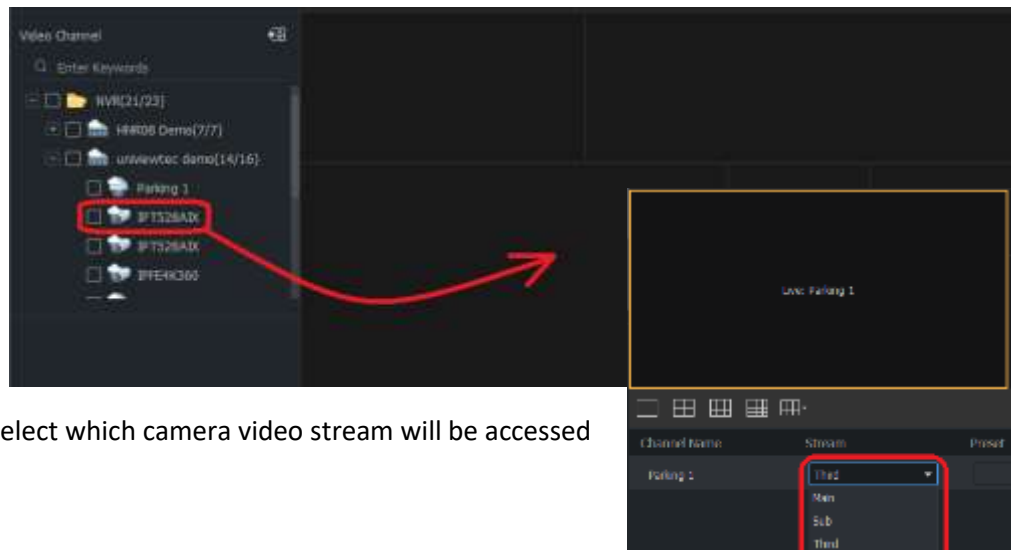 Video Channel
Enter Keywords
NVR[21/23]
HNR08 Demo[7/7]
univiewtec demo[14/16]
Parking 1
IPT528AIX
IPT528AIX
IPFE4K360
Live: Parking 1
elect which camera video stream will be accessed
Channel Name Stream Preset
Parking 1 Third
Main
Sub
Third